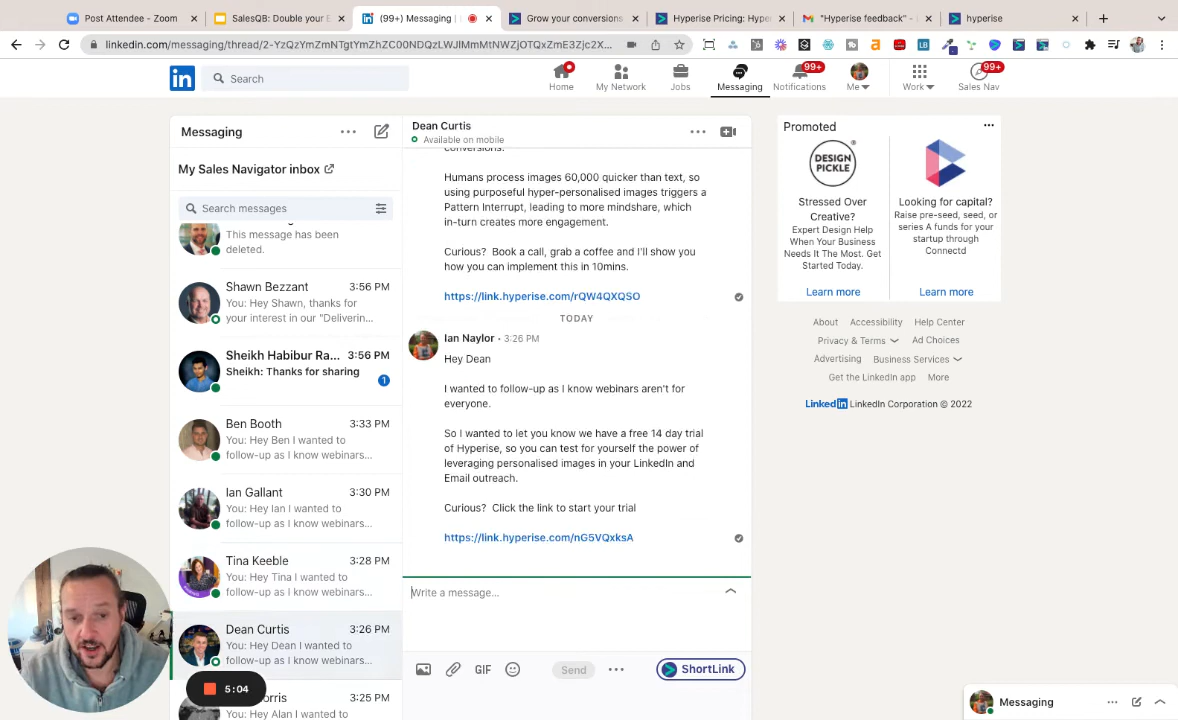 Post Attendee - Zoom
SalesQB: Double your E
(99+) Messaging |
Grow your conversions
Hyperise Pricing: Hype
"Hyperise feedback" -
hyperise
linkedin.com/messaging/thread/2-YzQzYmZmNTgtYmZhZC00NDQzLWJlMmMtNWZjOTQxZmE3Zjc2X...
in
Search
Home
My Network
Jobs
Messaging
99+
Notifications
Me
Work
99+
Sales Nav
Messaging
My Sales Navigator inbox
Search messages
This message has been
deleted.
Shawn Bezzant 3:56 PM
You: Hey Shawn, thanks for
your interest in our "Deliverin...
Sheikh Habibur Ra... 3:56 PM
Sheikh: Thanks for sharing
1
Ben Booth 3:33 PM
You: Hey Ben I wanted to
follow-up as I know webinars...
Ian Gallant 3:30 PM
You: Hey Ian I wanted to
follow-up as I know webinars...
Tina Keeble 3:28 PM
You: Hey Tina I wanted to
follow-up as I know webinars...
Dean Curtis 3:26 PM
You: Hey Dean I wanted to
follow-up as I know webinars...
orris 3:25 PM
You: Hey Alan I wanted to
5:04
Dean Curtis
Available on mobile
conversions.
Humans process images 60,000 quicker than text, so
using purposeful hyper-personalised images triggers a
Pattern Interrupt, leading to more mindshare, which
in-turn creates more engagement.
Curious? Book a call, grab a coffee and I'll show you
how you can implement this in 10mins.
https://link.hyperise.com/rQW4QXQSO
TODAY
Ian Naylor • 3:26 PM
Hey Dean
I wanted to follow-up as I know webinars aren't for
everyone.
So I wanted to let you know we have a free 14 day trial
of Hyperise, so you can test for yourself the power of
leveraging personalised images in your LinkedIn and
Email outreach.
Curious? Click the link to start your trial
https://link.hyperise.com/nG5VQxksA
Write a message...
GIF
Send
ShortLink
Promoted
DESIGN
PICKLE
Stressed Over
Creative?
Expert Design Help
When Your Business
Needs It The Most. Get
Started Today.
Learn more
Looking for capital?
Raise pre-seed, seed, or
series A funds for your
startup through
Connectd
Learn more
About Accessibility Help Center
Privacy & Terms Ad Choices
Advertising Business Services
Get the LinkedIn app More
LinkedIn LinkedIn Corporation © 2022
Messaging